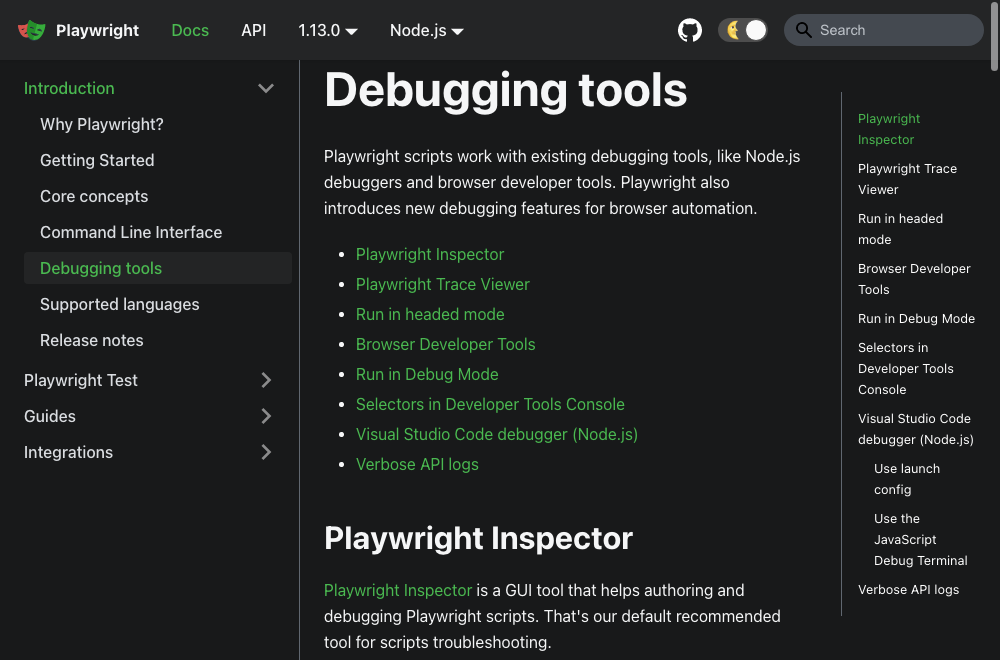 Playwright
Docs
API
1.13.0
Node.js
Search
Introduction
Why Playwright?
Getting Started
Core concepts
Command Line Interface
Debugging tools
Supported languages
Release notes
Playwright Test
Guides
Integrations
Debugging tools
Playwright scripts work with existing debugging tools, like Node.js
debuggers and browser developer tools. Playwright also
introduces new debugging features for browser automation.
Playwright Inspector
Playwright Trace Viewer
Run in headed mode
Browser Developer Tools
Run in Debug Mode
Selectors in Developer Tools Console
Visual Studio Code debugger (Node.js)
Verbose API logs
Playwright Inspector
Playwright Inspector is a GUI tool that helps authoring and
debugging Playwright scripts. That's our default recommended
tool for scripts troubleshooting.
Playwright
Inspector
Playwright Trace
Viewer
Run in headed
mode
Browser Developer
Tools
Run in Debug Mode
Selectors in
Developer Tools
Console
Visual Studio Code
debugger (Node.js)
Use launch
config
Use the
JavaScript
Debug Terminal
Verbose API logs